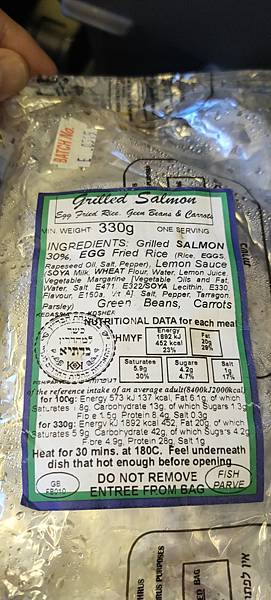 BATCH No.
Grilled Salmon
Egg Fried Rice, Geen Beans & Carrots
MIN. WEIGHT 330g ONE SERVING
INGREDIENTS: Grilled SALMON
30%, EGG Fried Rice (Rice, EGGS,
Rapeseed Oil, Salt, Pepper), Lemon Sauce
(SOYA Milk, WHEAT Flour, Water, Lemon Juice,
Vegetable Margarine (Vegetable Oils and Fat,
Water, Salt E471, E322/SOYA Lecithin, B330,
Flavour, E160a, Vit A), Salt, Pepper, Tarragon,
Parsley) Green Beans, Carrots
KEDASSIA KOSHER
NUTRITIONAL DATA for each meal
Energy
1892 kJ
452 kcal
23%
Fat
20g
29%
Saturates
5.9g
30%
Sugars
4.2g
4.7%
Salt
1g
17%
of the reference intake of an average adult(8400kJ2000kcal)
for 100g: Energy 573 kJ 137 kcal, Fat 6.1g, of which
Saturates 1.8g, Carbohydrate 13g, of which Sugars 1.3g
Fibre 1.5g Protein 8.4g, Salt 0.3g
for 330g: Energy kJ 1892 kcal 452, Fat 20g, of which
Saturates 5.9g Carbohydrate 42g, of which Sugars 4.2g
Fibre 4.9g, Protein 28g, Salt 1g
Heat for 30 mins. at 180C. Feel underneath
dish that hot enough before opening
DO NOT REMOVE
ENTREE FROM BAG
GB
FISH
PARVE